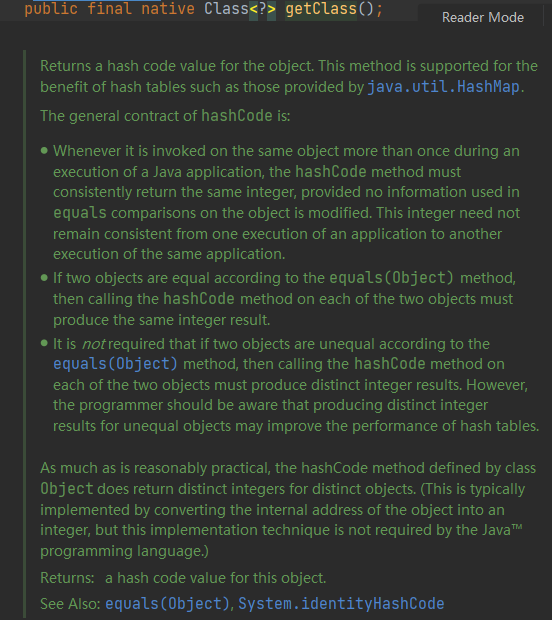 public final native Class<?> getClass();
Reader Mode
Returns a hash code value for the object. This method is supported for the
benefit of hash tables such as those provided by java.util.HashMap.
The general contract of hashCode is:
• Whenever it is invoked on the same object more than once during an
execution of a Java application, the hashCode method must
consistently return the same integer, provided no information used in
equals comparisons on the object is modified. This integer need not
remain consistent from one execution of an application to another
execution of the same application.
• If two objects are equal according to the equals(Object) method,
then calling the hashCode method on each of the two objects must
produce the same integer result.
• It is not required that if two objects are unequal according to the
equals(Object) method, then calling the hashCode method on
each of the two objects must produce distinct integer results. However,
the programmer should be aware that producing distinct integer
results for unequal objects may improve the performance of hash tables.
As much as is reasonably practical, the hashCode method defined by class
Object does return distinct integers for distinct objects. (This is typically
implemented by converting the internal address of the object into an
integer, but this implementation technique is not required by the Java™
programming language.)
Returns: a hash code value for this object.
See Also: equals(Object), System.identityHashCode